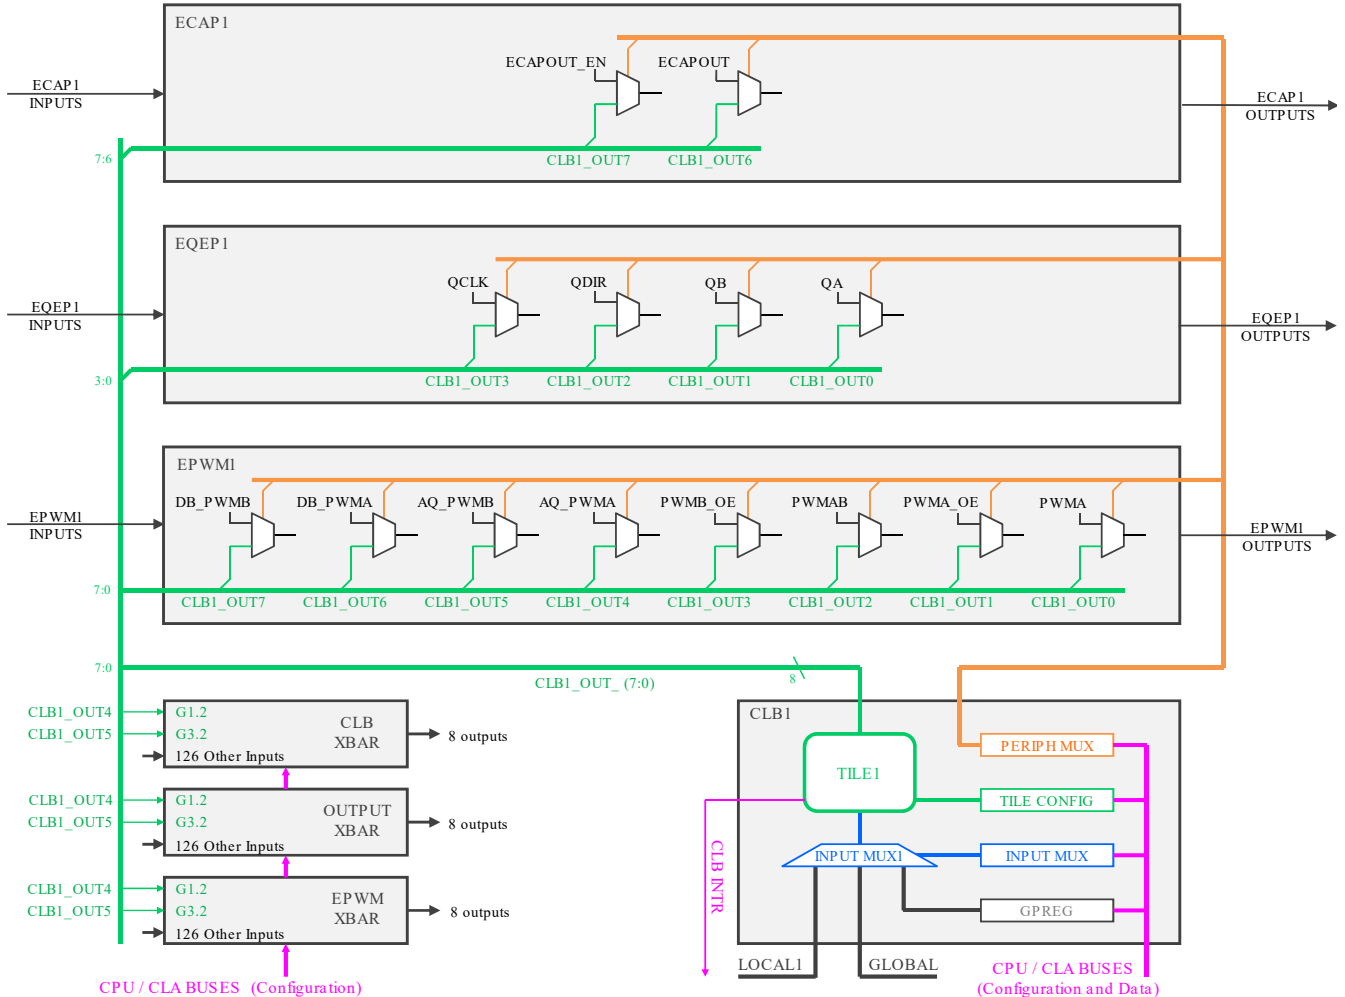 ECAP1
ECAPOUT_EN
ECAPOUT
ECAP1
INPUTS
ECAP1
OUTPUTS
7:6
CLB1_OUT7
CLB1_OUT6
EQEP1
QCLK
QDIR
QB
QA
EQEP1
INPUTS
EQEP1
OUTPUTS
3:0
CLB1_OUT3
CLB1_OUT2
CLB1_OUT1
CLB1_OUT0
EPWM1
DB_PWMB
DB_PWMA
AQ_PWMB
AQ_PWMA
PWMB_OE
PWMAB
PWMA_OE
PWMA
EPWM1
INPUTS
EPWM1
OUTPUTS
7:0
CLB1_OUT7
CLB1_OUT6
CLB1_OUT5
CLB1_OUT4
CLB1_OUT3
CLB1_OUT2
CLB1_OUT1
CLB1_OUT0
7:0
CLB1_OUT_ (7:0)
8
CLB1_OUT4
G1.2
CLB1_OUT5
G3.2
126 Other Inputs
CLB
XBAR
8 outputs
CLB1_OUT4
G1.2
CLB1_OUT5
G3.2
126 Other Inputs
OUTPUT
XBAR
8 outputs
CLB1_OUT4
G1.2
CLB1_OUT5
G3.2
126 Other Inputs
EPWM
XBAR
8 outputs
CPU / CLA BUSES (Configuration)
CLB1
TILE1
PERIPH MUX
TILE CONFIG
INPUT MUX1
INPUT MUX
GPREG
CLB INTR
LOCAL1
GLOBAL
CPU / CLA BUSES
(Configuration and Data)